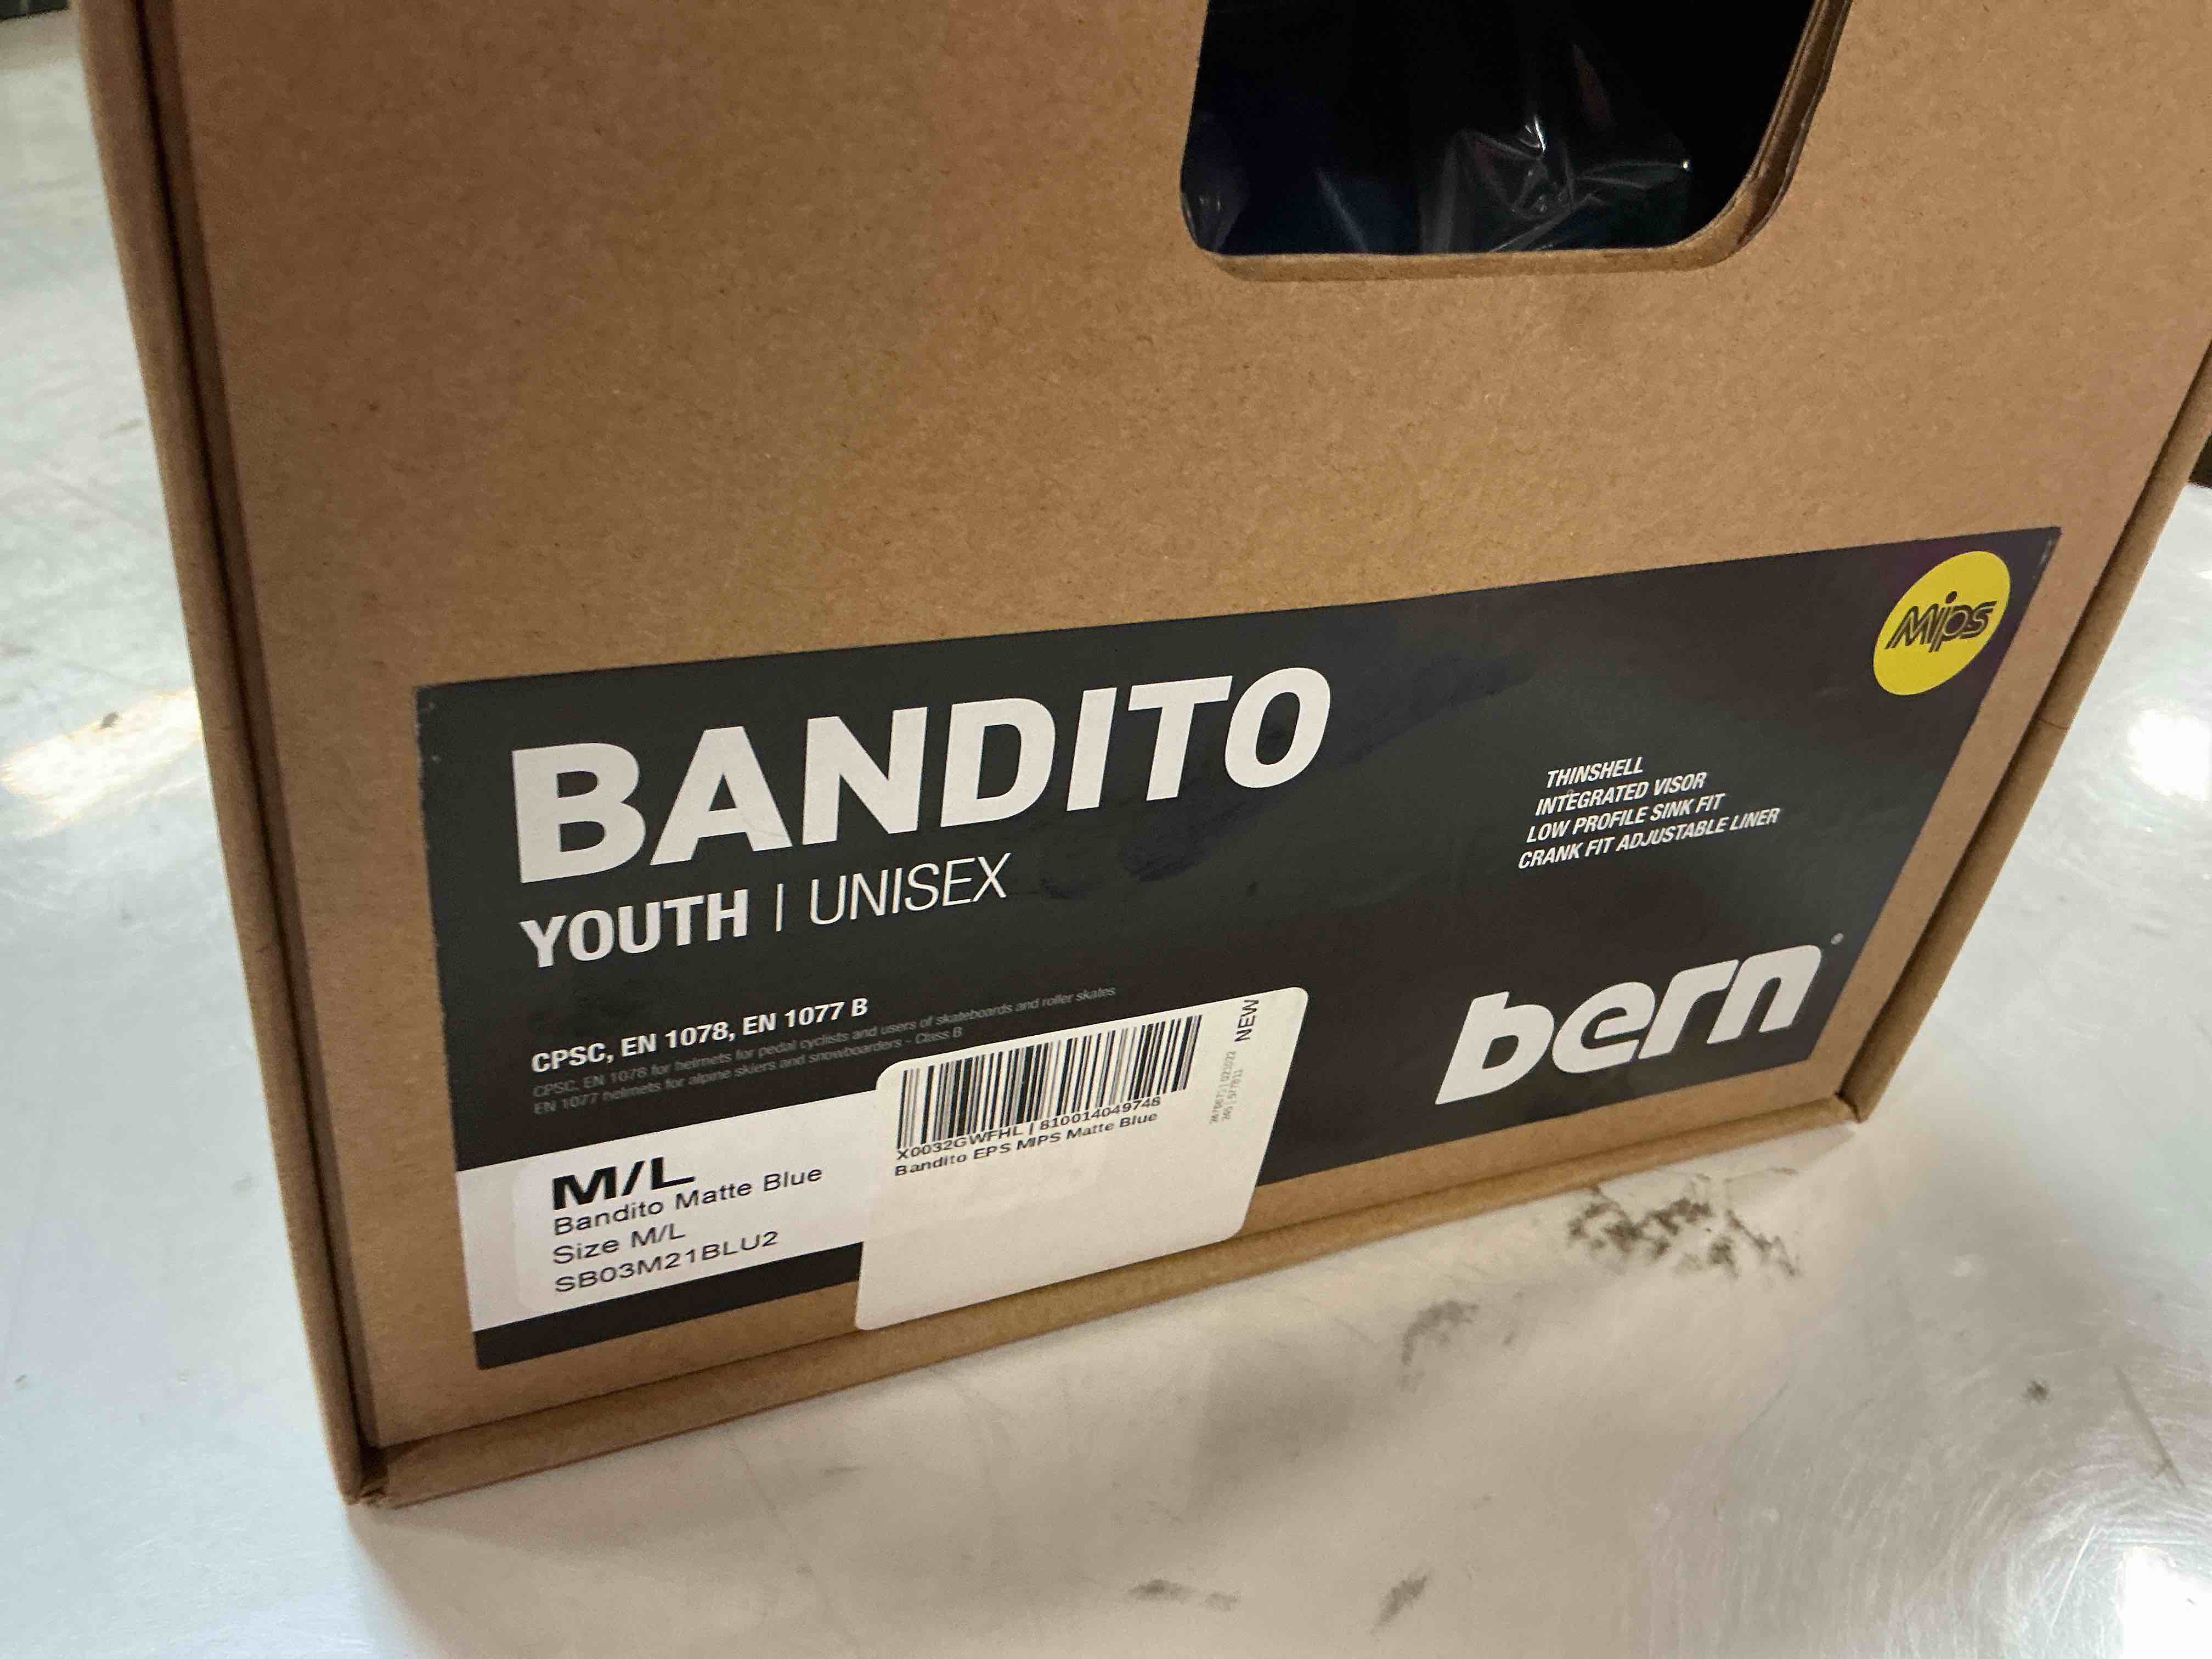 Mips
BANDITO
YOUTH | UNISEX
THINSHELL
INTEGRATED VISOR
LOW PROFILE SINK FIT
CRANK FIT ADJUSTABLE LINER
bern®
CPSC, EN 1078, EN 1077 B
CPSC, EN 1078 for helmets for pedal cyclists and users of skateboards and roller skates
EN 1077 helmets for alpine skiers and snowboarders - Class B
M/L
Bandito Matte Blue
Size M/L
SB03M21BLU2
X0032GWFHL | 810014049748
Bandito EPS MIPS Matte Blue
NEW